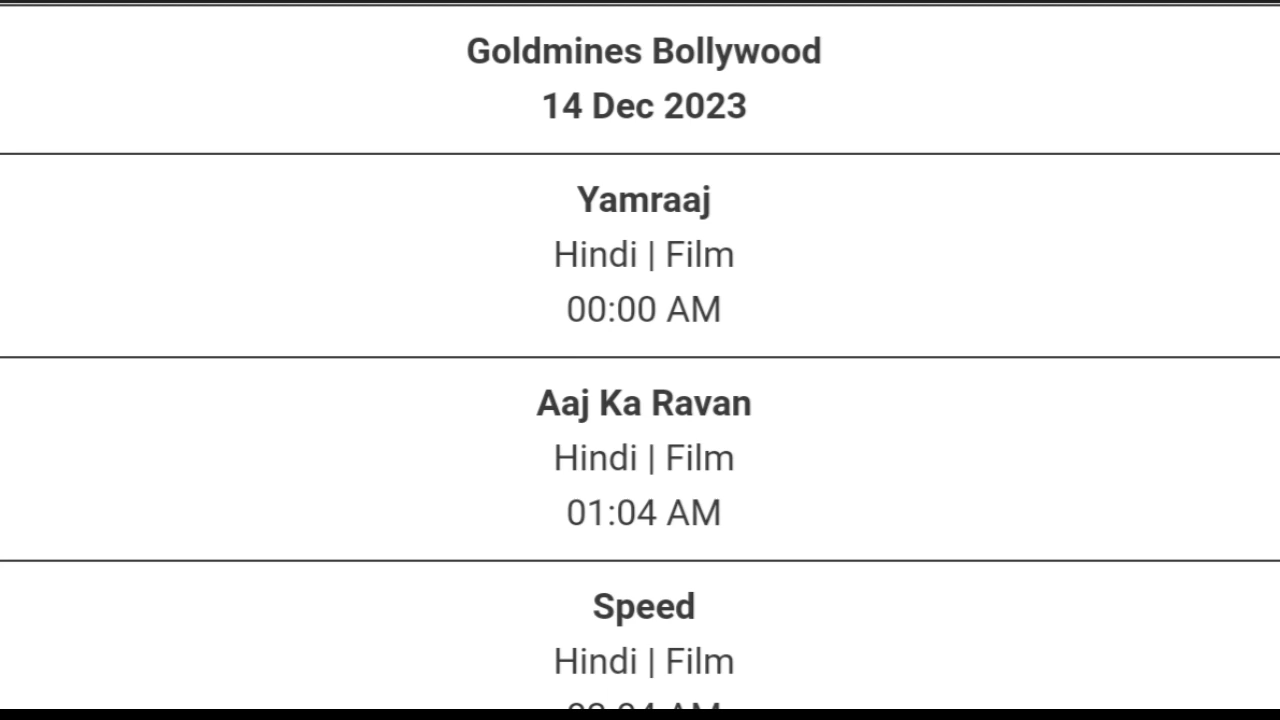 Goldmines Bollywood
14 Dec 2023
Yamraaj
Hindi | Film
00:00 AM
Aaj Ka Ravan
Hindi | Film
01:04 AM
Speed
Hindi | Film
AM